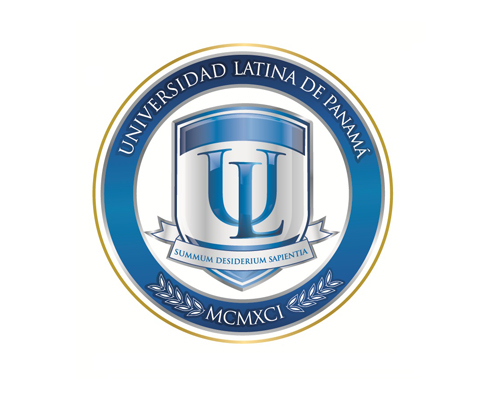 UNIVERSIDAD LATINA DE PANAMÁ
UL
SUMMUM DESIDERIUM SAPIENTIA
MCMXCI